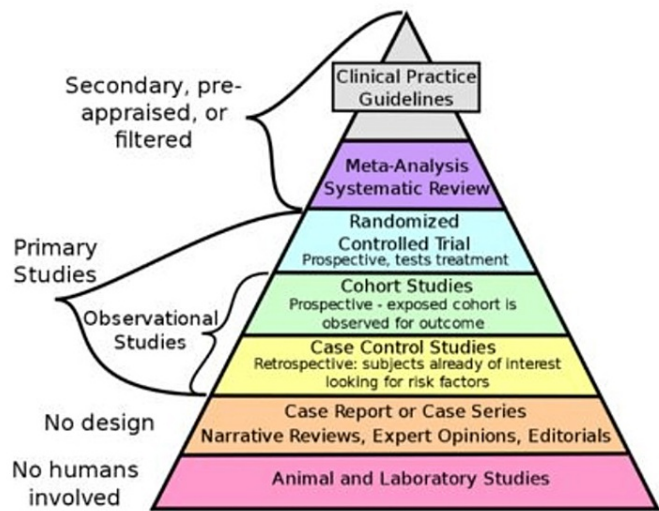 Clinical Practice
Guidelines
Secondary, pre-
appraised, or
filtered
Meta-Analysis
Systematic Review
Randomized
Controlled Trial
Prospective, tests treatment
Primary
Studies
Cohort Studies
Prospective - exposed cohort is
observed for outcome
Observational
Studies
Case Control Studies
Retrospective: subjects already of interest
looking for risk factors
No design
Case Report or Case Series
Narrative Reviews, Expert Opinions, Editorials
No humans
involved
Animal and Laboratory Studies